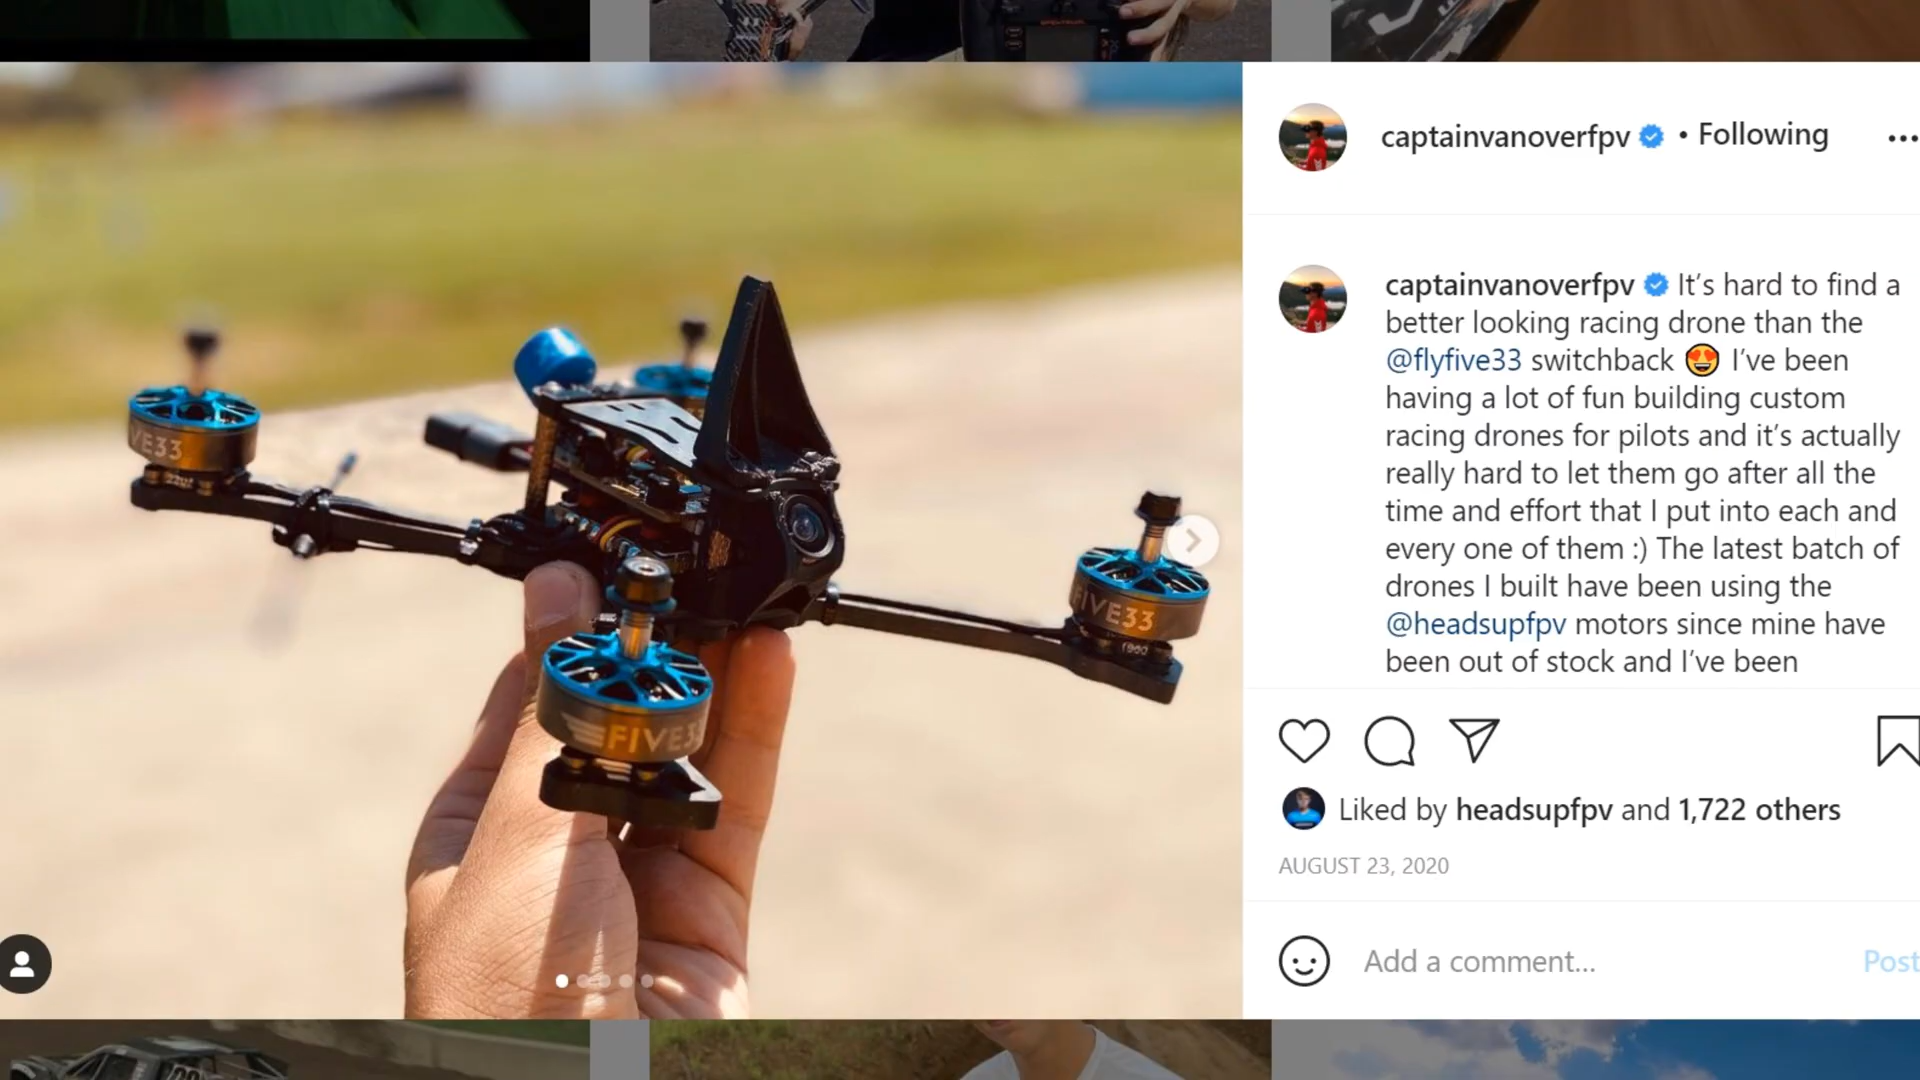 captainvanoverfpv • Following
captainvanoverfpv It’s hard to find a
better looking racing drone than the
@flyfive33 switchback 😍 I’ve been
having a lot of fun building custom
racing drones for pilots and it’s actually
really hard to let them go after all the
time and effort that I put into each and
every one of them :) The latest batch of
drones I built have been using the
@headsupfpv motors since mine have
been out of stock and I’ve been
Liked by headsupfpv and 1,722 others
AUGUST 23, 2020
Add a comment...
Post
VE33
FIVE33
1900
FIVE3